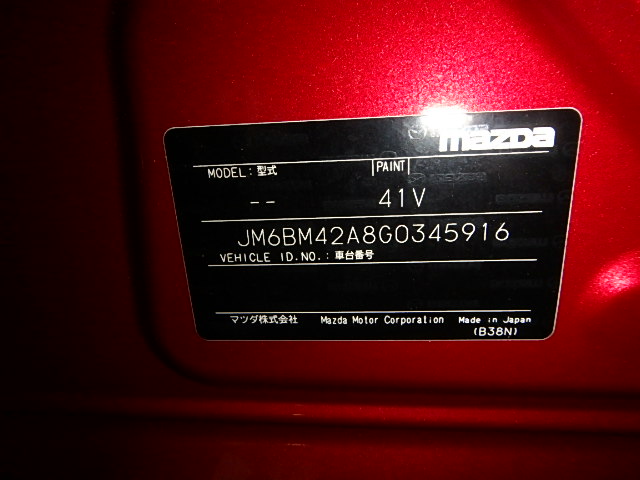 mazda
MODEL: 型式 PAINT
-- 41V
JM6BM42A8G0345916
VEHICLE ID.NO.: 車台番号
マツダ株式会社 Mazda Motor Corporation Made in Japan
(B38N)